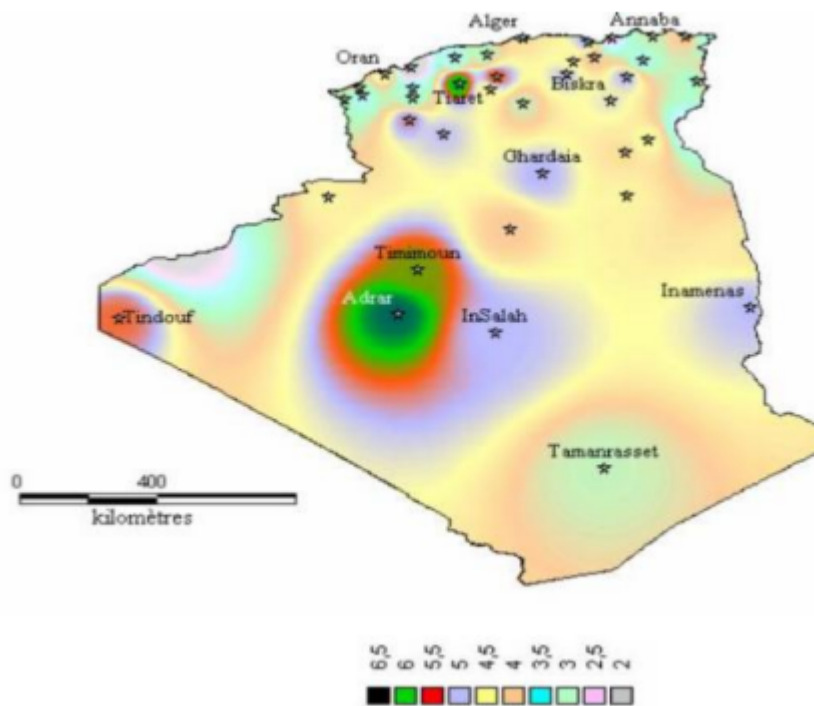 Alger
Annaba
Oran
Tiaret
Biskra
Ghardaia
Timimoun
Adrar
Tindouf
InSalah
Inamenas
Tamanrasset
0 400
kilomètres
6,5 6 5,5 5 4,5 4 3,5 3 2,5 2